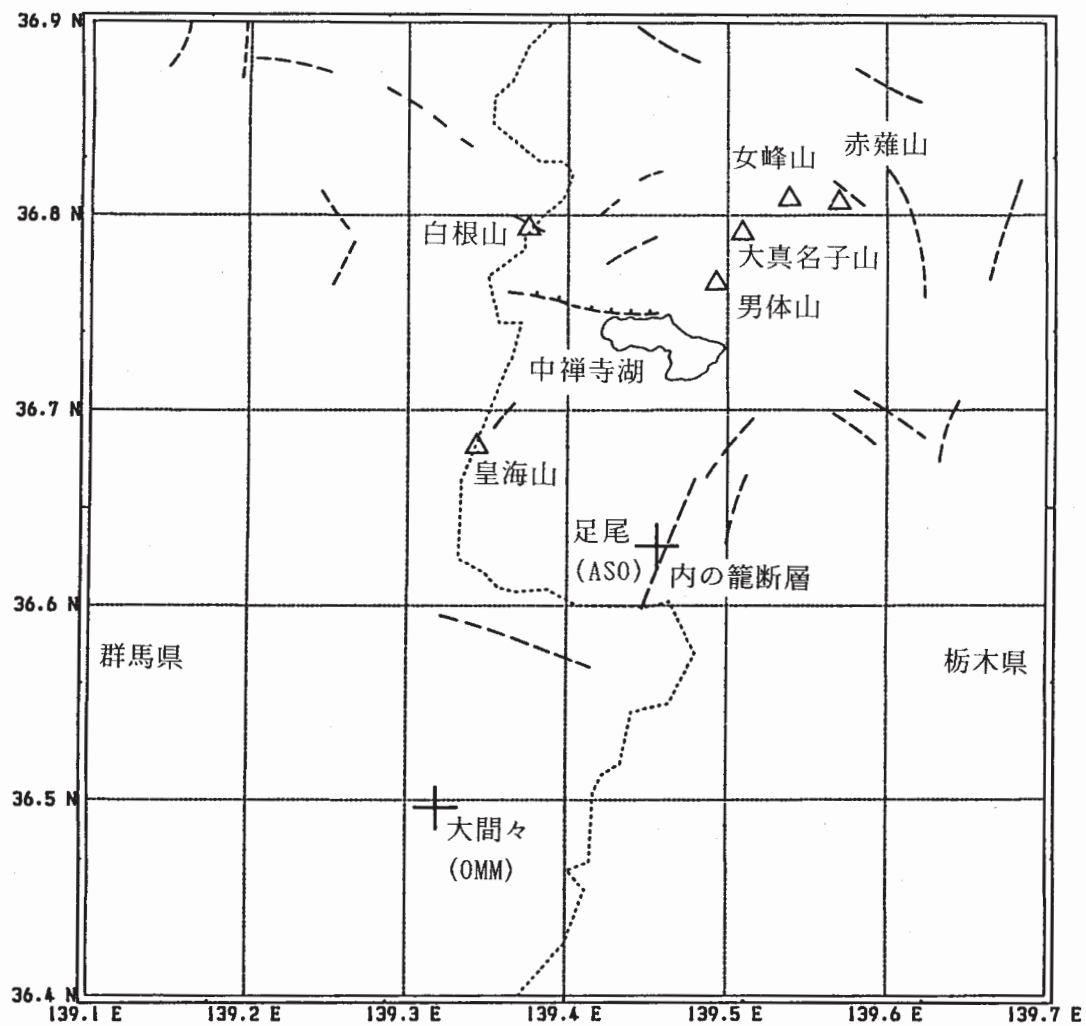 36.9 N
女峰山
赤薙山
36.8 N
白根山
大真名子山
男体山
中禅寺湖
36.7 N
皇海山
足尾
(ASO)
内の籠断層
36.6 N
群馬県
栃木県
36.5 N
大間々
(OMM)
36.4 N
139.1 E
139.2 E
139.3 E
139.4 E
139.5 E
139.6 E
139.7 E